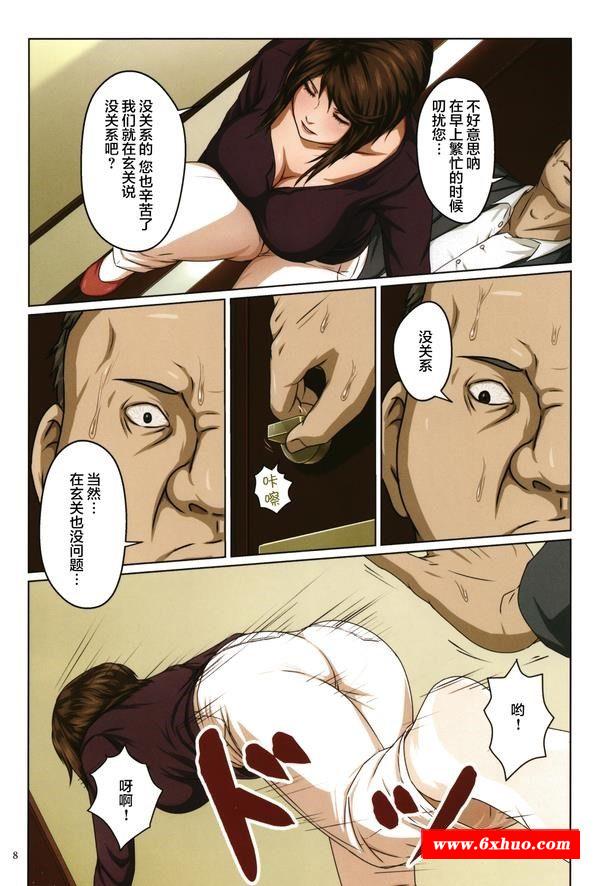 不好意思呐
在早上繁忙的时候
叨扰您…
没关系的 您也辛苦了
我们就在玄关说
没关系吧？
没关系
咔嚓
当然…
在玄关也没问题…
哟！
呀啊！
ドドド
8
www.6xhuo.com